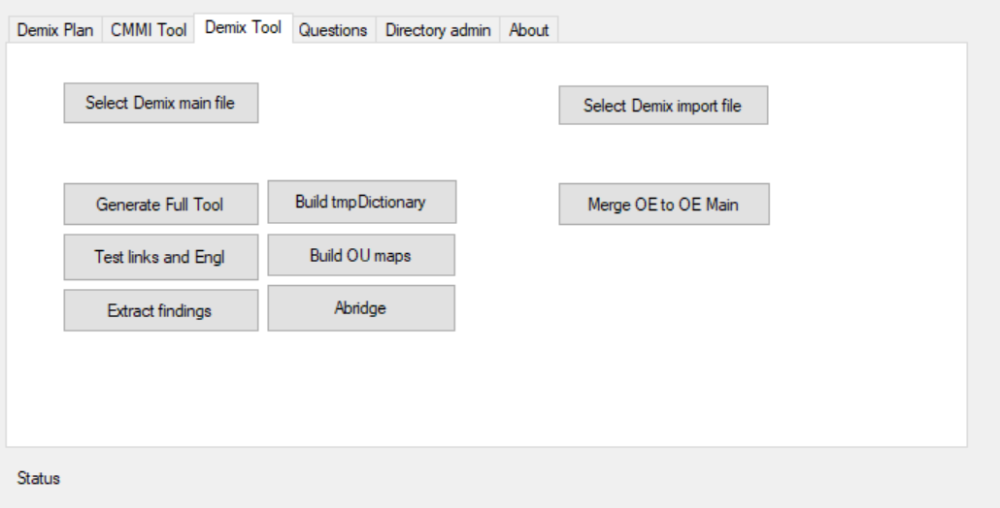 Demix Plan CMMI Tool Demix Tool Questions Directory admin About
Select Demix main file Select Demix import file
Generate Full Tool Build tmpDictionary Merge OE to OE Main
Test links and Engl Build OU maps
Extract findings Abridge
Status